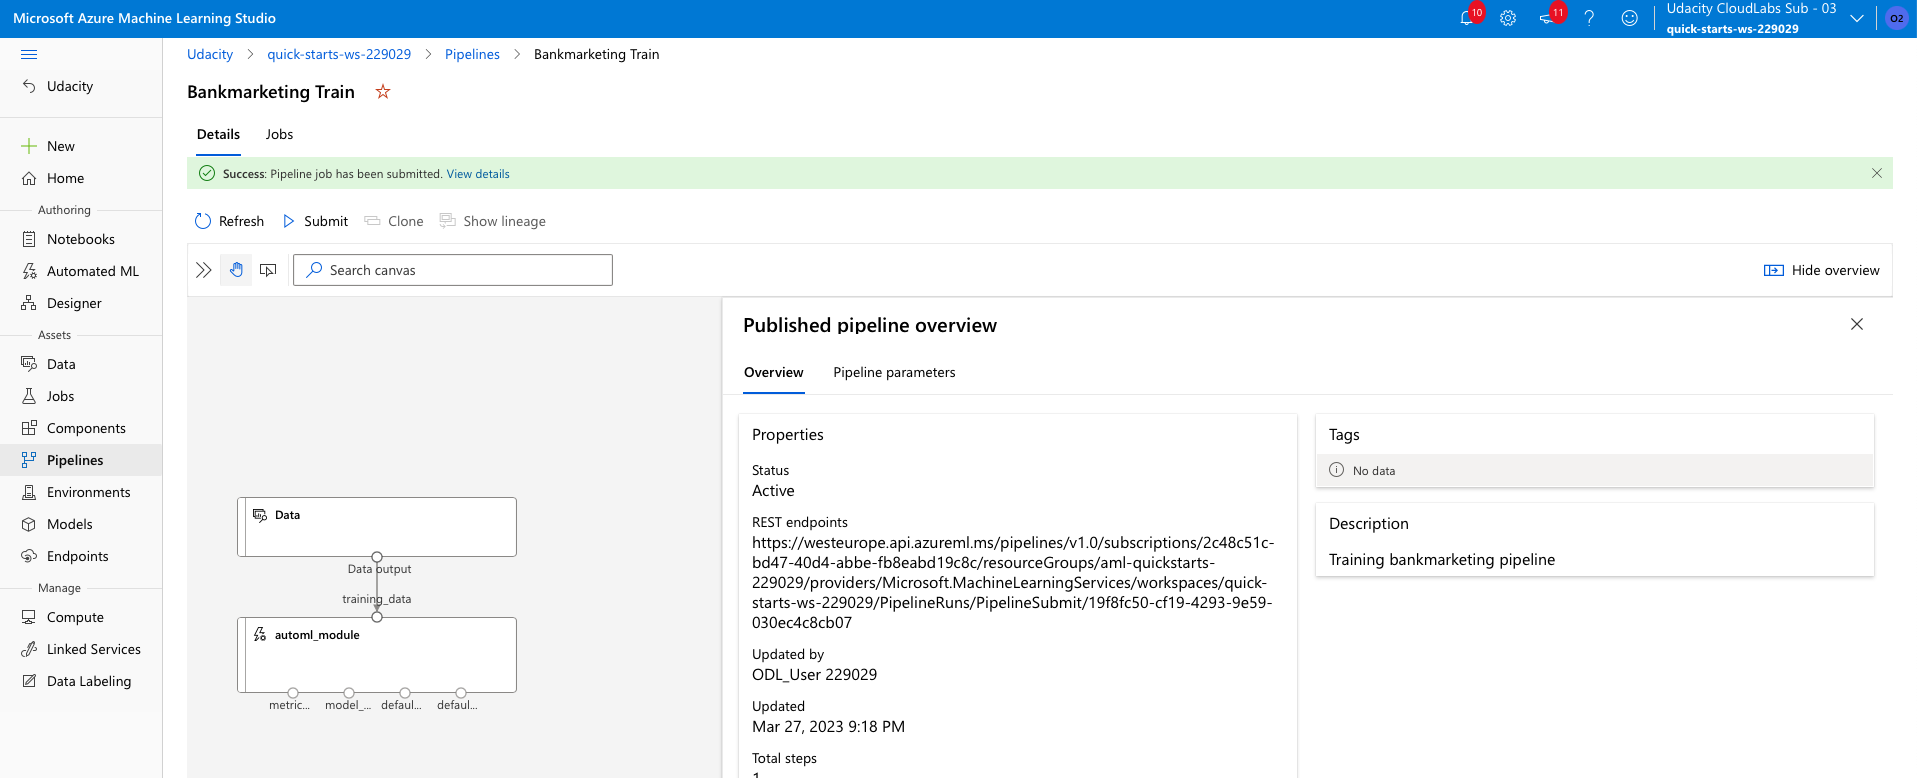 Microsoft Azure Machine Learning Studio
10
11
?
Udacity CloudLabs Sub - 03
quick-starts-ws-229029
O2
Udacity > quick-starts-ws-229029 > Pipelines > Bankmarketing Train
Udacity
Bankmarketing Train
Details Jobs
Success: Pipeline job has been submitted. View details
New
Home
Authoring
Notebooks
Automated ML
Designer
Assets
Data
Jobs
Components
Pipelines
Environments
Models
Endpoints
Manage
Compute
Linked Services
Data Labeling
Refresh Submit Clone Show lineage
Search canvas
Hide overview
Data
Data output
training_data
automl_module
metric... model_... defaul... defaul...
Published pipeline overview
Overview Pipeline parameters
Properties
Status
Active
REST endpoints
https://westeurope.api.azureml.ms/pipelines/v1.0/subscriptions/2c48c51c-
bd47-40d4-abbe-fb8eabd19c8c/resourceGroups/aml-quickstarts-
229029/providers/Microsoft.MachineLearningServices/workspaces/quick-
starts-ws-229029/PipelineRuns/PipelineSubmit/19f8fc50-cf19-4293-9e59-
030ec4c8cb07
Updated by
ODL_User 229029
Updated
Mar 27, 2023 9:18 PM
Total steps
1
Tags
No data
Description
Training bankmarketing pipeline